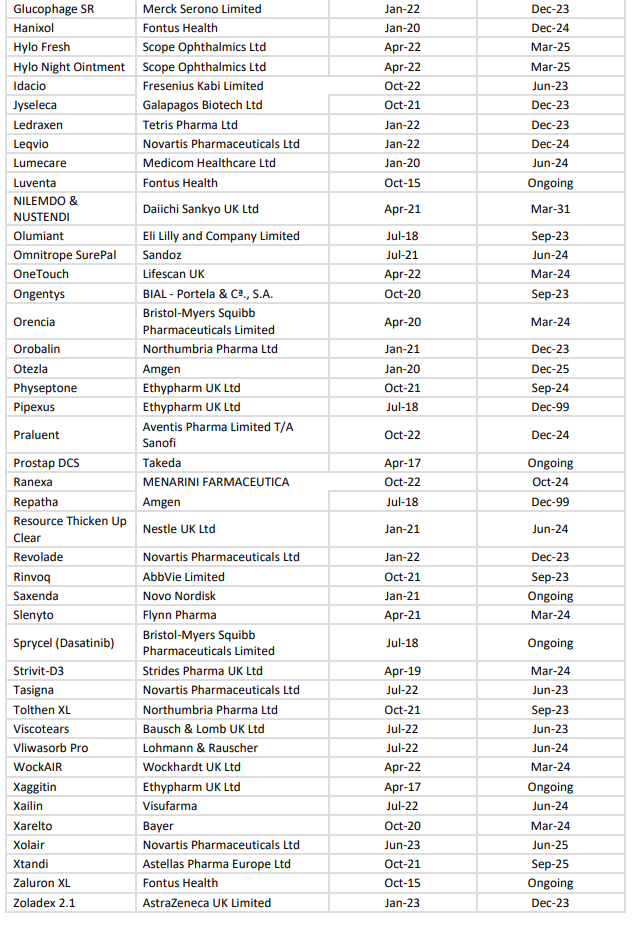 Glucophage SR Merck Serono Limited Jan-22 Dec-23
Hanixol Fontus Health Jan-20 Dec-24
Hylo Fresh Scope Ophthalmics Ltd Apr-22 Mar-25
Hylo Night Ointment Scope Ophthalmics Ltd Apr-22 Mar-25
Idacio Fresenius Kabi Limited Oct-22 Jun-23
Jyseleca Galapagos Biotech Ltd Oct-21 Dec-23
Ledraxen Tetris Pharma Ltd Jan-22 Dec-23
Leqvio Novartis Pharmaceuticals Ltd Jan-22 Dec-24
Lumecare Medicom Healthcare Ltd Jan-20 Jun-24
Luventa Fontus Health Oct-15 Ongoing
NILEMDO &
NUSTENDI Daiichi Sankyo UK Ltd Apr-21 Mar-31
Olumiant Eli Lilly and Company Limited Jul-18 Sep-23
Omnitrope SurePal Sandoz Jul-21 Jun-24
OneTouch Lifescan UK Apr-22 Mar-24
Ongentys BIAL - Portela & Cª., S.A. Oct-20 Sep-23
Orencia Bristol-Myers Squibb
Pharmaceuticals Limited Apr-20 Mar-24
Orobalin Northumbria Pharma Ltd Jan-21 Dec-23
Otezla Amgen Jan-20 Dec-25
Physeptone Ethypharm UK Ltd Oct-21 Sep-24
Pipexus Ethypharm UK Ltd Jul-18 Dec-99
Praluent Aventis Pharma Limited T/A
Sanofi Oct-22 Dec-24
Prostap DCS Takeda Apr-17 Ongoing
Ranexa MENARINI FARMACEUTICA Oct-22 Oct-24
Repatha Amgen Jul-18 Dec-99
Resource Thicken Up
Clear Nestle UK Ltd Jan-21 Jun-24
Revolade Novartis Pharmaceuticals Ltd Jan-22 Dec-23
Rinvoq AbbVie Limited Oct-21 Sep-23
Saxenda Novo Nordisk Jan-21 Ongoing
Slenyto Flynn Pharma Apr-21 Mar-24
Sprycel (Dasatinib) Bristol-Myers Squibb
Pharmaceuticals Limited Jul-18 Ongoing
Strivit-D3 Strides Pharma UK Ltd Apr-19 Mar-24
Tasigna Novartis Pharmaceuticals Ltd Jul-22 Jun-23
Tolthen XL Northumbria Pharma Ltd Oct-21 Sep-23
Viscotears Bausch & Lomb UK Ltd Jul-22 Jun-23
Vliwasorb Pro Lohmann & Rauscher Jul-22 Jun-24
WockAIR Wockhardt UK Ltd Apr-22 Mar-24
Xaggitin Ethypharm UK Ltd Apr-17 Ongoing
Xailin Visufarma Jul-22 Jun-24
Xarelto Bayer Oct-20 Mar-24
Xolair Novartis Pharmaceuticals Ltd Jun-23 Jun-25
Xtandi Astellas Pharma Europe Ltd Oct-21 Sep-25
Zaluron XL Fontus Health Oct-15 Ongoing
Zoladex 2.1 AstraZeneca UK Limited Jan-23 Dec-23